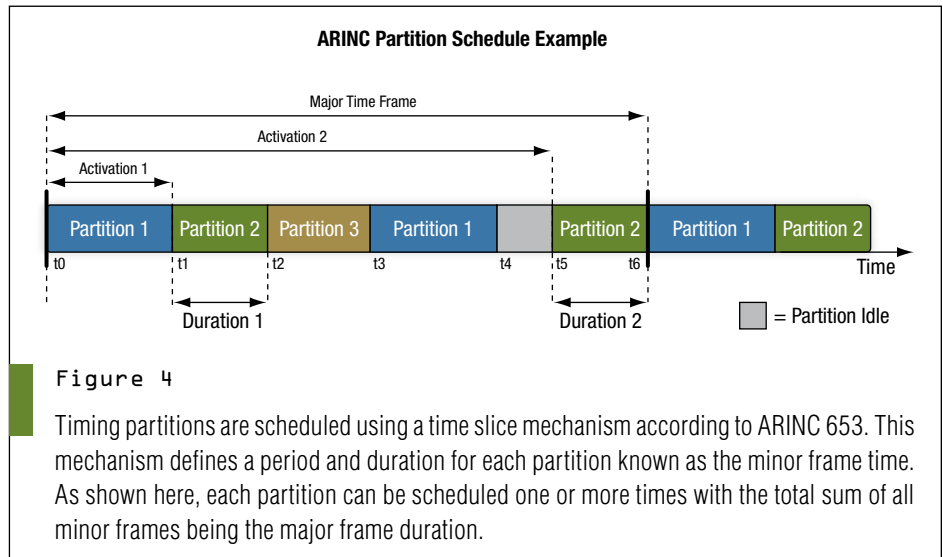 ARINC Partition Schedule Example
Major Time Frame
Activation 2
Activation 1
Partition 1 Partition 2 Partition 3 Partition 1 Partition 2 Partition 1 Partition 2
t0 t1 t2 t3 t4 t5 t6
Time
Duration 1 Duration 2
= Partition Idle
Figure 4
Timing partitions are scheduled using a time slice mechanism according to ARINC 653. This
mechanism defines a period and duration for each partition known as the minor frame time.
As shown here, each partition can be scheduled one or more times with the total sum of all
minor frames being the major frame duration.